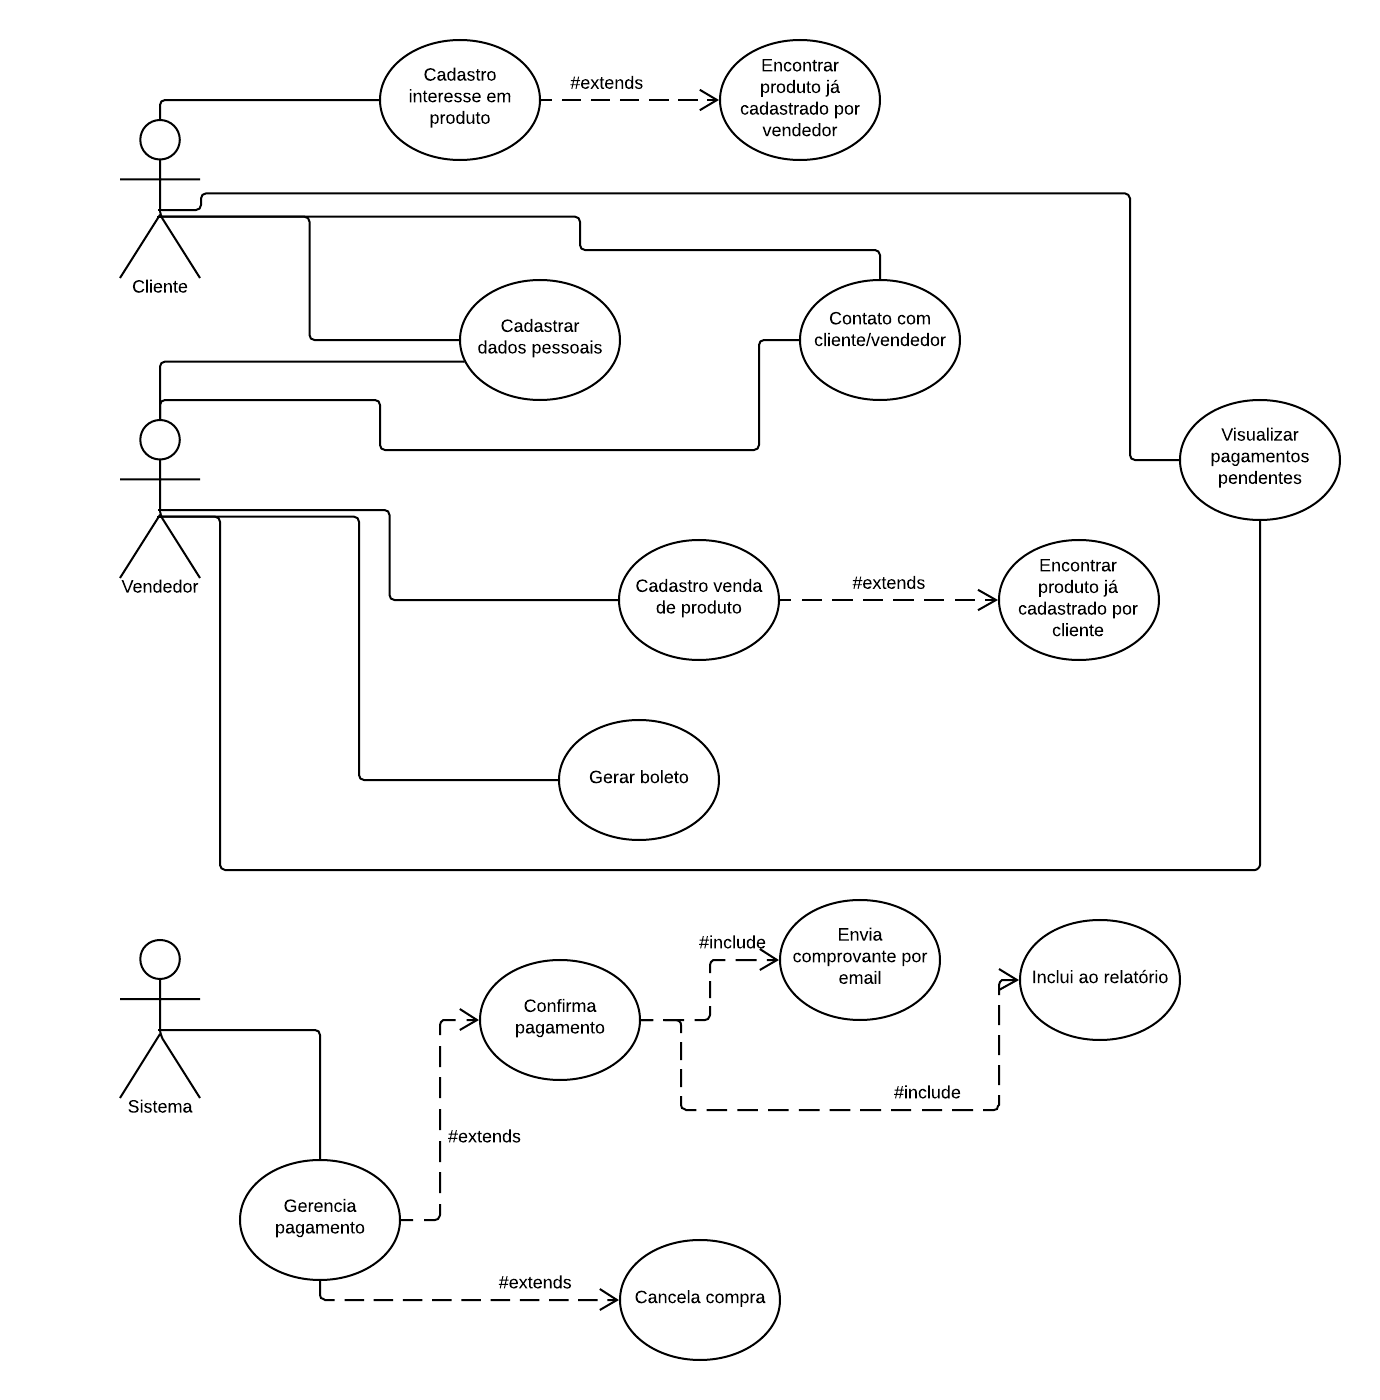 Cadastro
interesse em
produto
#extends
Encontrar
produto já
cadastrado por
vendedor
Cliente
Cadastrar
dados pessoais
Contato com
cliente/vendedor
Visualizar
pagamentos
pendentes
Vendedor
Cadastro venda
de produto
#extends
Encontrar
produto já
cadastrado por
cliente
Gerar boleto
Sistema
Confirma
pagamento
#include
Envia
comprovante por
email
Inclui ao relatório
#include
#extends
Gerencia
pagamento
#extends
Cancela compra